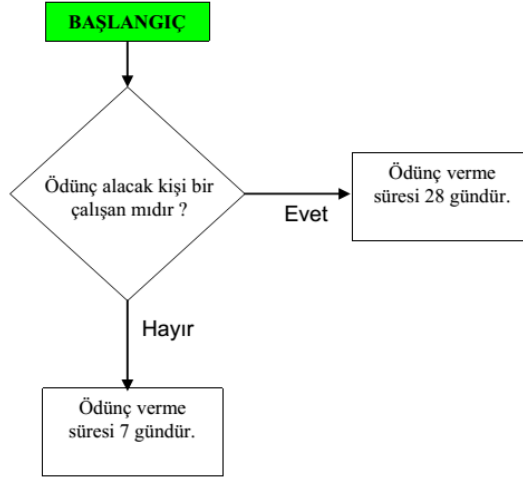 BAŞLANGIÇ
Ödünç alacak kişi bir
çalışan mıdır ?
Evet
Ödünç verme
süresi 28 gündür.
Hayır
Ödünç verme
süresi 7 gündür.